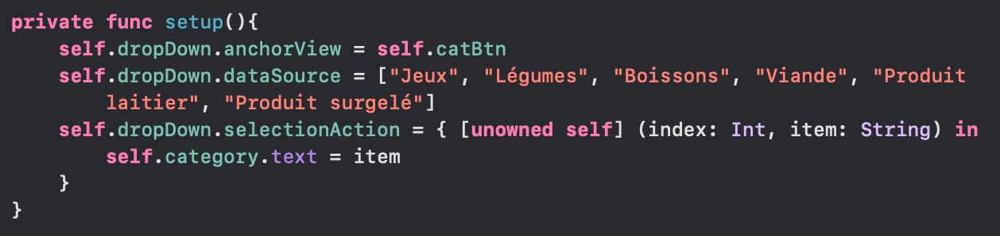 private func setup(){
    self.dropDown.anchorView = self.catBtn
    self.dropDown.dataSource = ["Jeux", "Légumes", "Boissons", "Viande", "Produit
        laitier", "Produit surgelé"]
    self.dropDown.selectionAction = { [unowned self] (index: Int, item: String) in
        self.category.text = item
    }
}